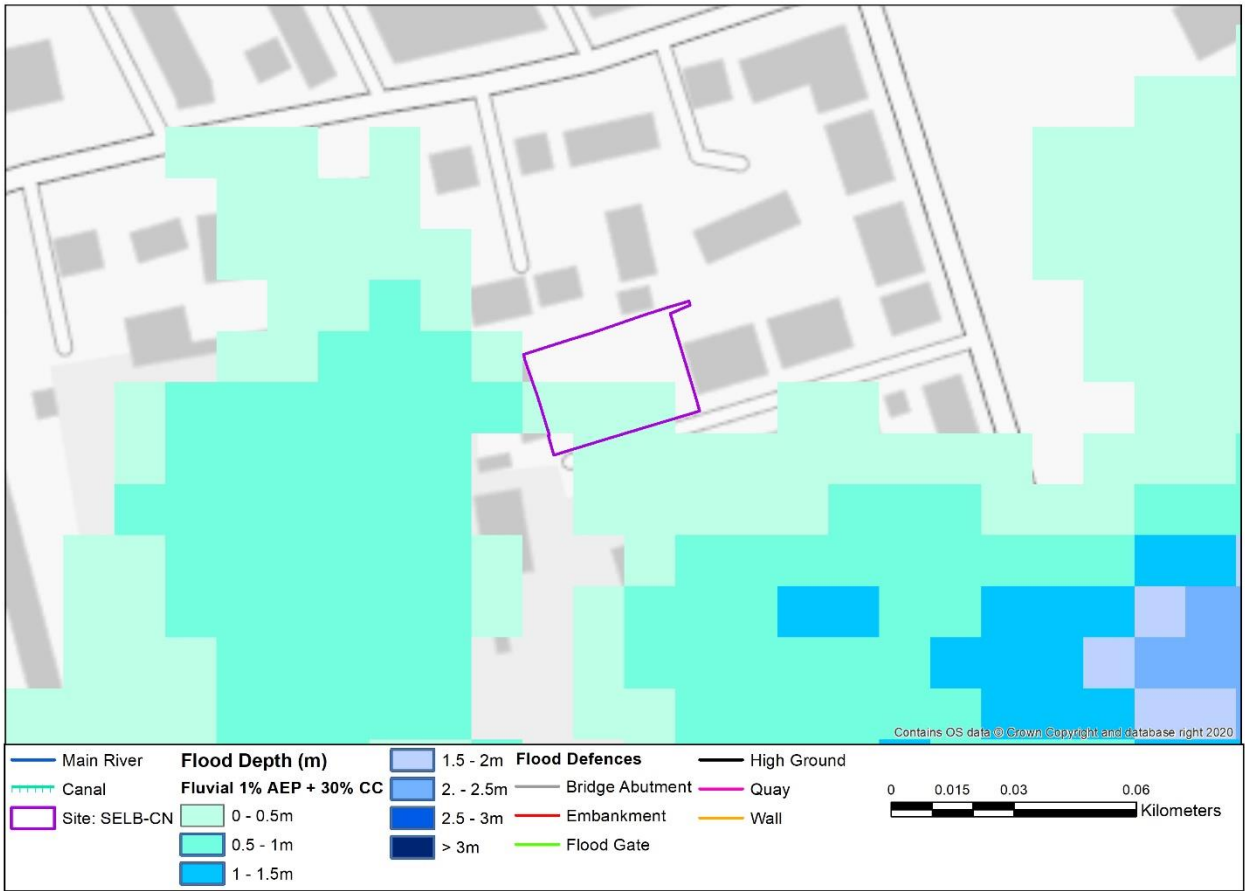 Contains OS data © Crown Copyright and database right 2020
Main River
Canal
Site: SELB-CN
Flood Depth (m)
Fluvial 1% AEP + 30% CC
0 - 0.5m
0.5 - 1m
1 - 1.5m
1.5 - 2m
2. - 2.5m
2.5 - 3m
> 3m
Flood Defences
Bridge Abutment
Embankment
Flood Gate
High Ground
Quay
Wall
0 0.015 0.03 0.06
Kilometers